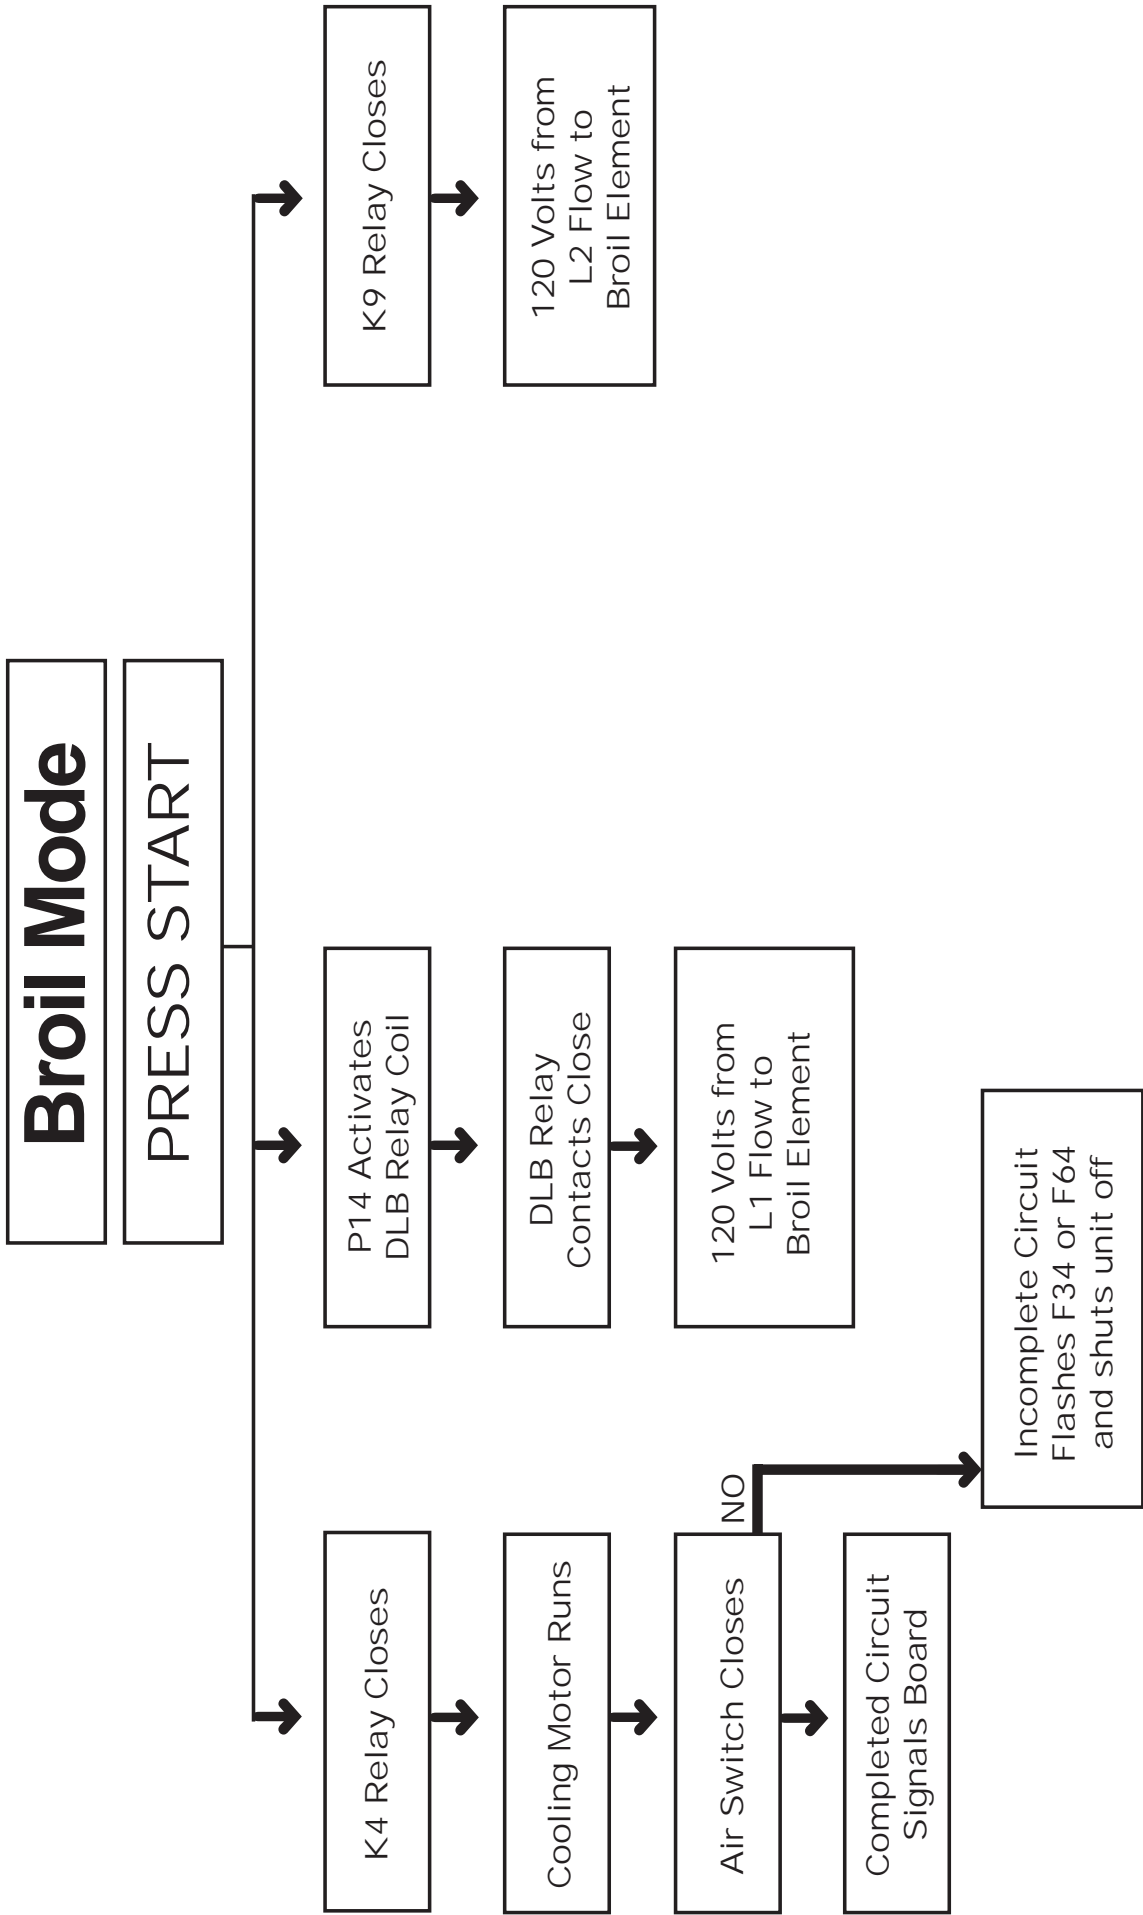 Broil Mode
PRESS START
K4 Relay Closes
Cooling Motor Runs
Air Switch Closes
NO
Completed Circuit
Signals Board
Incomplete Circuit
Flashes F34 or F64
and shuts unit off
P14 Activates
DLB Relay Coil
DLB Relay
Contacts Close
120 Volts from
L1 Flow to
Broil Element
K9 Relay Closes
120 Volts from
L2 Flow to
Broil Element